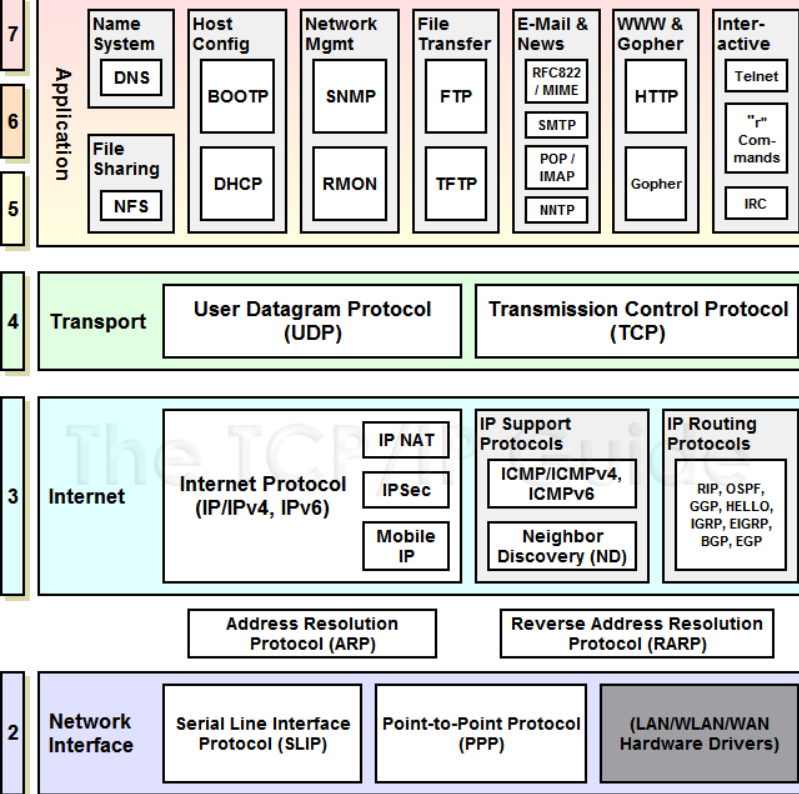 7
6
5
Application
Name
System
DNS
File
Sharing
NFS
Host
Config
BOOTP
DHCP
Network
Mgmt
SNMP
RMON
File
Transfer
FTP
TFTP
E-Mail &
News
RFC822
/ MIME
SMTP
POP /
IMAP
NNTP
WWW &
Gopher
HTTP
Gopher
Inter-
active
Telnet
"r"
Com-
mands
IRC
4
Transport
User Datagram Protocol
(UDP)
Transmission Control Protocol
(TCP)
The TCP/IP Guide
3
Internet
Internet Protocol
(IP/IPv4, IPv6)
IP NAT
IPSec
Mobile
IP
IP Support
Protocols
ICMP/ICMPv4,
ICMPv6
Neighbor
Discovery (ND)
IP Routing
Protocols
RIP, OSPF,
GGP, HELLO,
IGRP, EIGRP,
BGP, EGP
Address Resolution
Protocol (ARP)
Reverse Address Resolution
Protocol (RARP)
2
Network
Interface
Serial Line Interface
Protocol (SLIP)
Point-to-Point Protocol
(PPP)
(LAN/WLAN/WAN
Hardware Drivers)